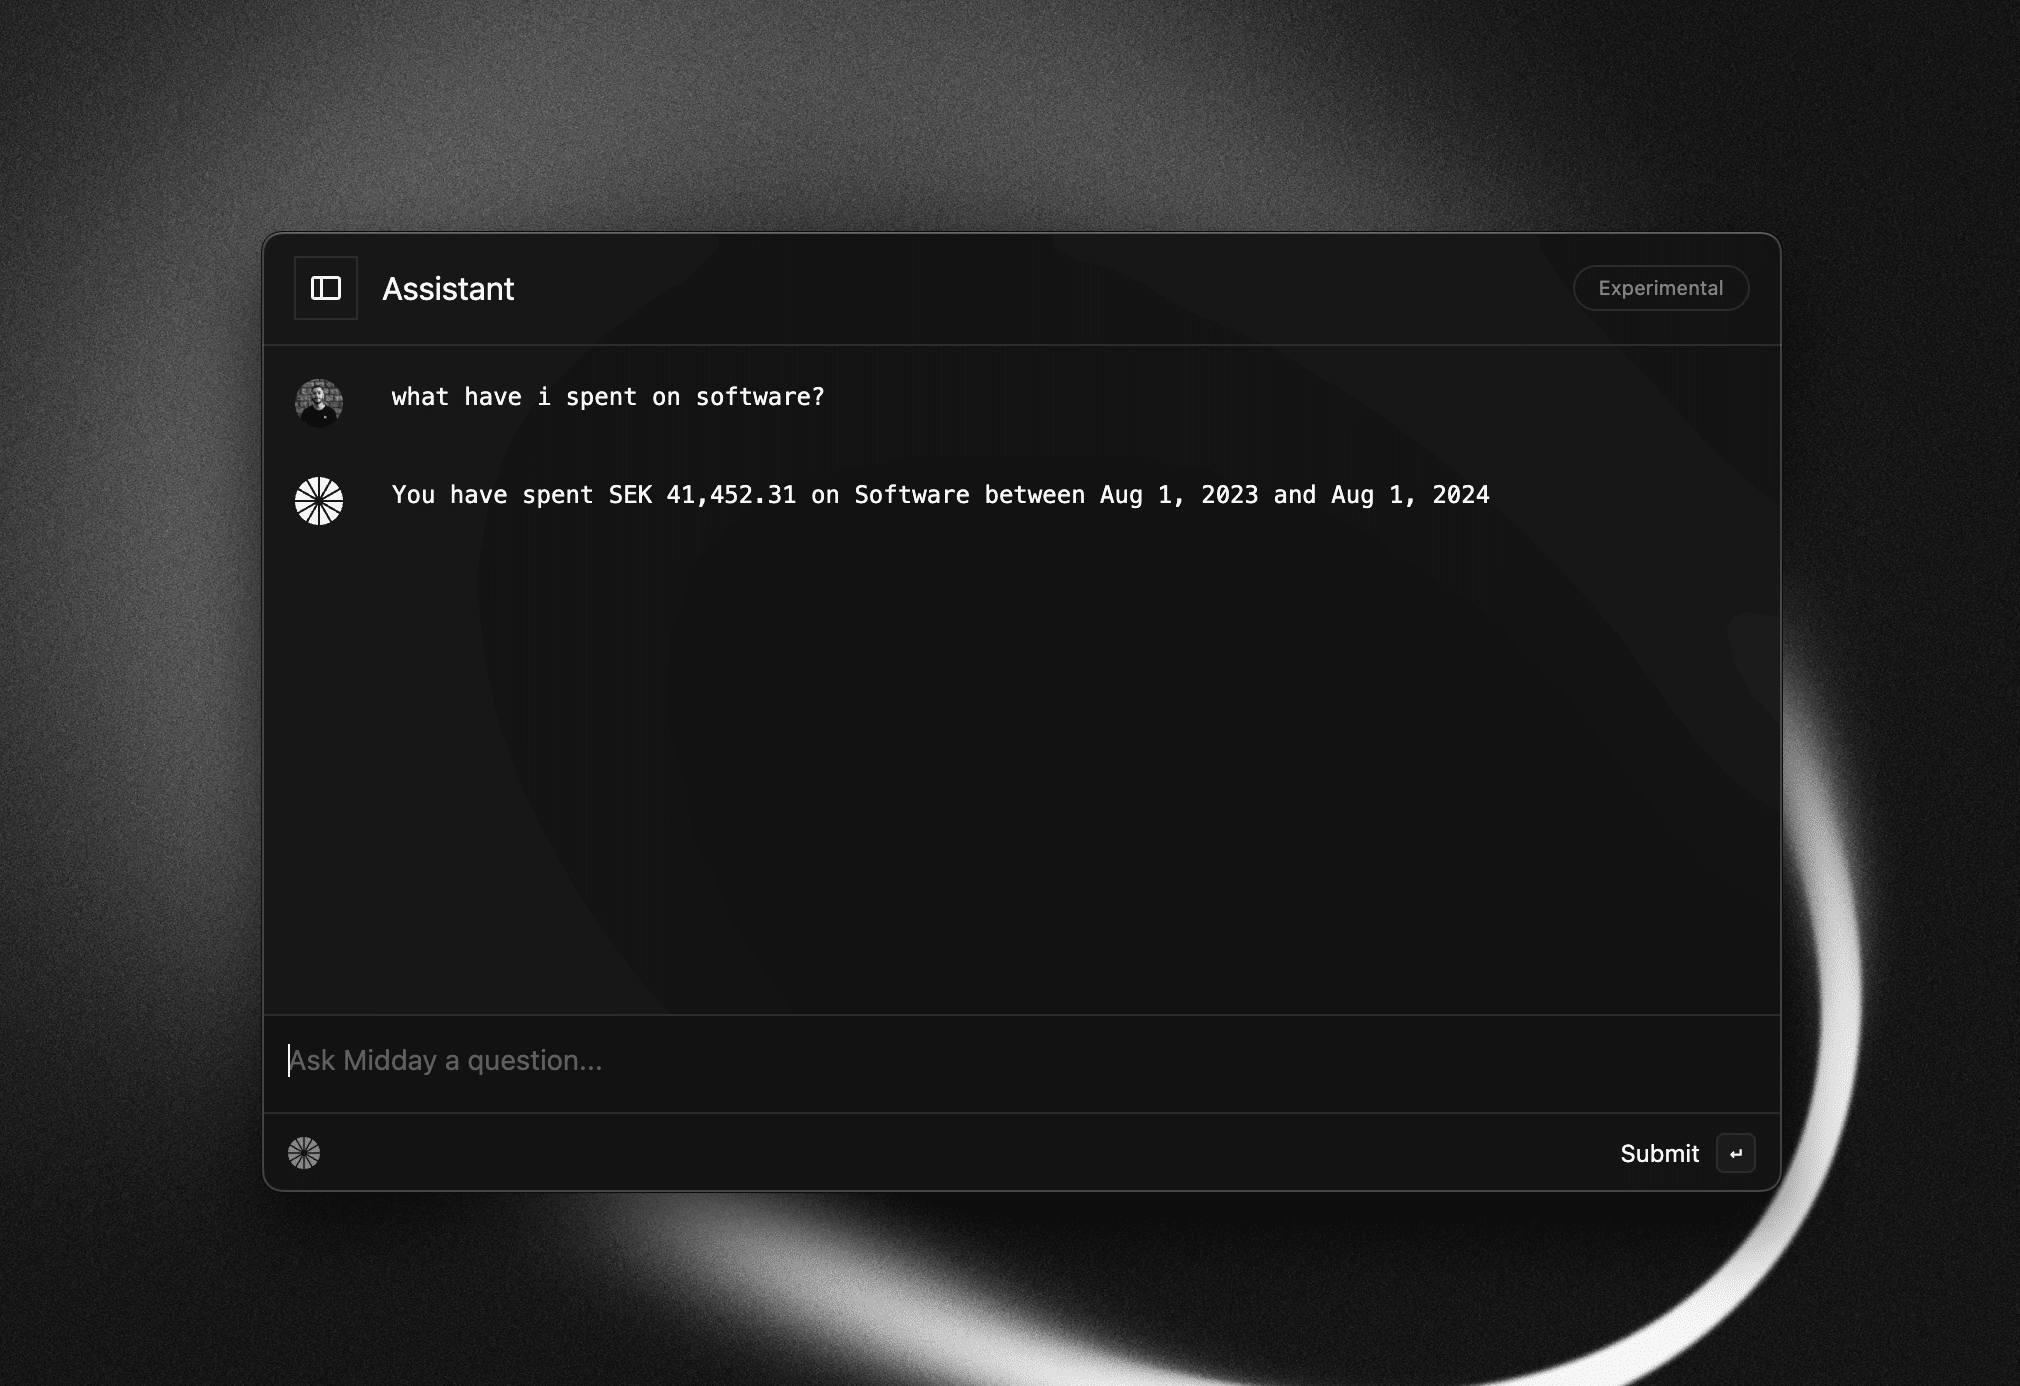 Assistant
Experimental
what have i spent on software?
You have spent SEK 41,452.31 on Software between Aug 1, 2023 and Aug 1, 2024
Ask Midday a question...
Submit ↵